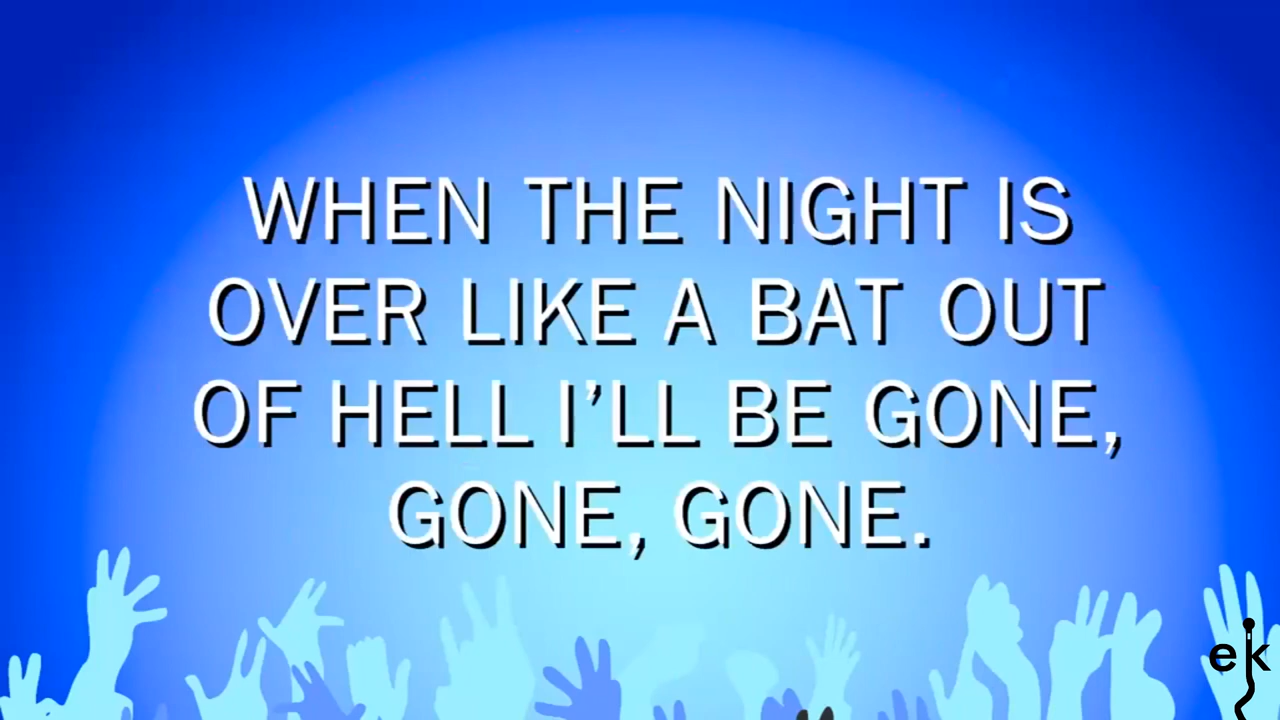 WHEN THE NIGHT IS
OVER LIKE A BAT OUT
OF HELL I’LL BE GONE,
GONE, GONE.
ek